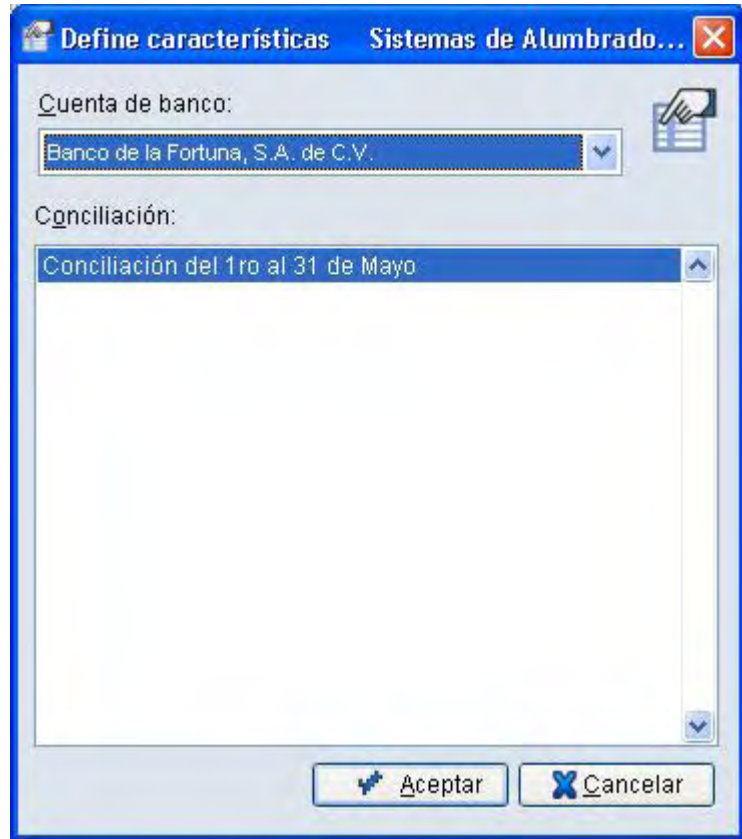 Define características Sistemas de Alumbrado...
Cuenta de banco:
Banco de la Fortuna, S.A. de C.V.
Conciliación:
Conciliación del 1ro al 31 de Mayo
Aceptar Cancelar